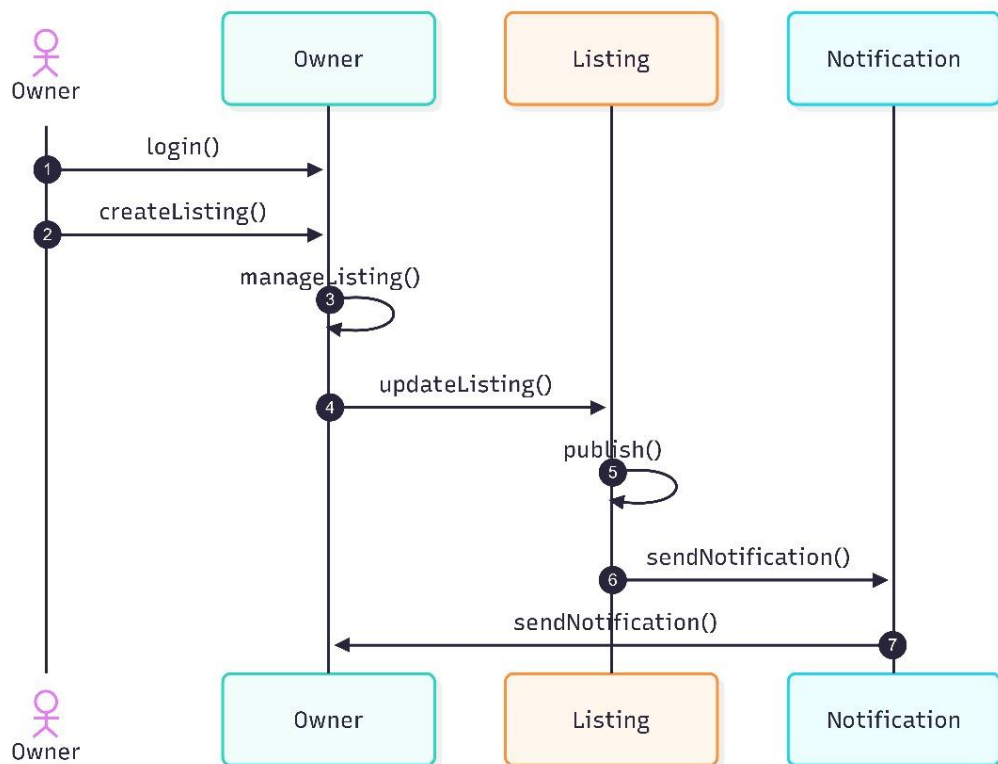 Owner
Owner
Listing
Notification
1
login()
2
createListing()
manageListing()
3
updateListing()
4
publish()
5
sendNotification()
6
sendNotification()
7
Owner
Owner
Listing
Notification